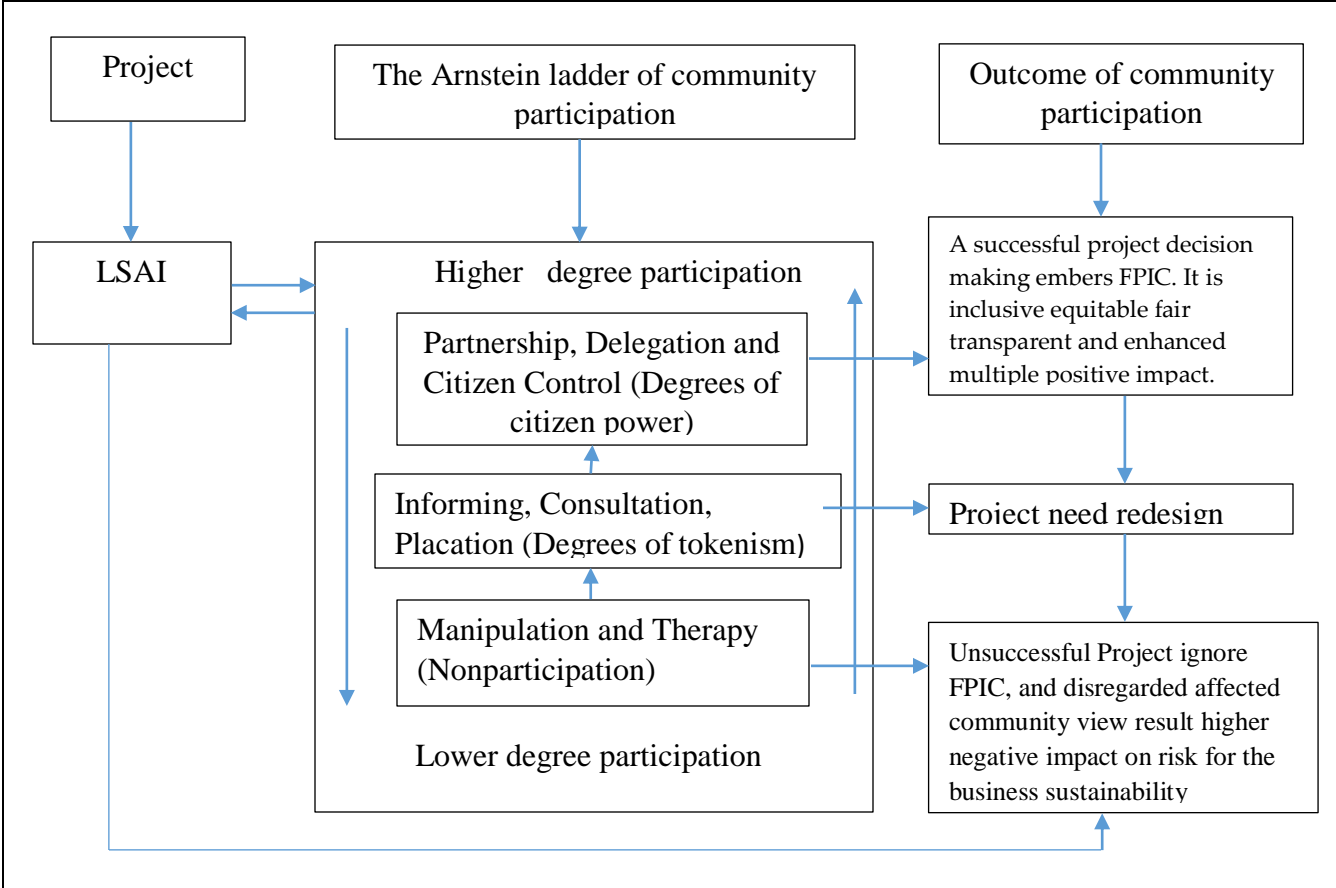 Project
The Arnstein ladder of community
participation
Outcome of community
participation
LSAI
Higher degree participation
Partnership, Delegation and
Citizen Control (Degrees of
citizen power)
Informing, Consultation,
Placation (Degrees of tokenism)
Manipulation and Therapy
(Nonparticipation)
Lower degree participation
A successful project decision
making embers FPIC. It is
inclusive equitable fair
transparent and enhanced
multiple positive impact.
Project need redesign
Unsuccessful Project ignore
FPIC, and disregarded affected
community view result higher
negative impact on risk for the
business sustainability